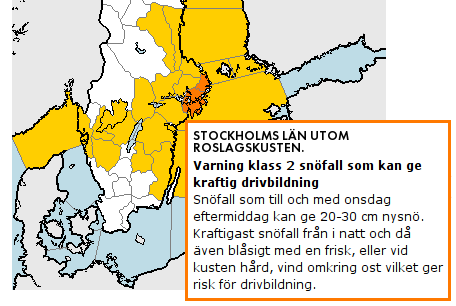 STOCKHOLMS LÄN UTOM
ROSLAGSKUSTEN.
Varning klass 2 snöfall som kan ge
kraftig drivbildning
Snöfall som till och med onsdag
eftermiddag kan ge 20-30 cm nysnö.
Kraftigast snöfall från i natt och då
även blåsigt med en frisk, eller vid
kusten hård, vind omkring ost vilket ger
risk för drivbildning.